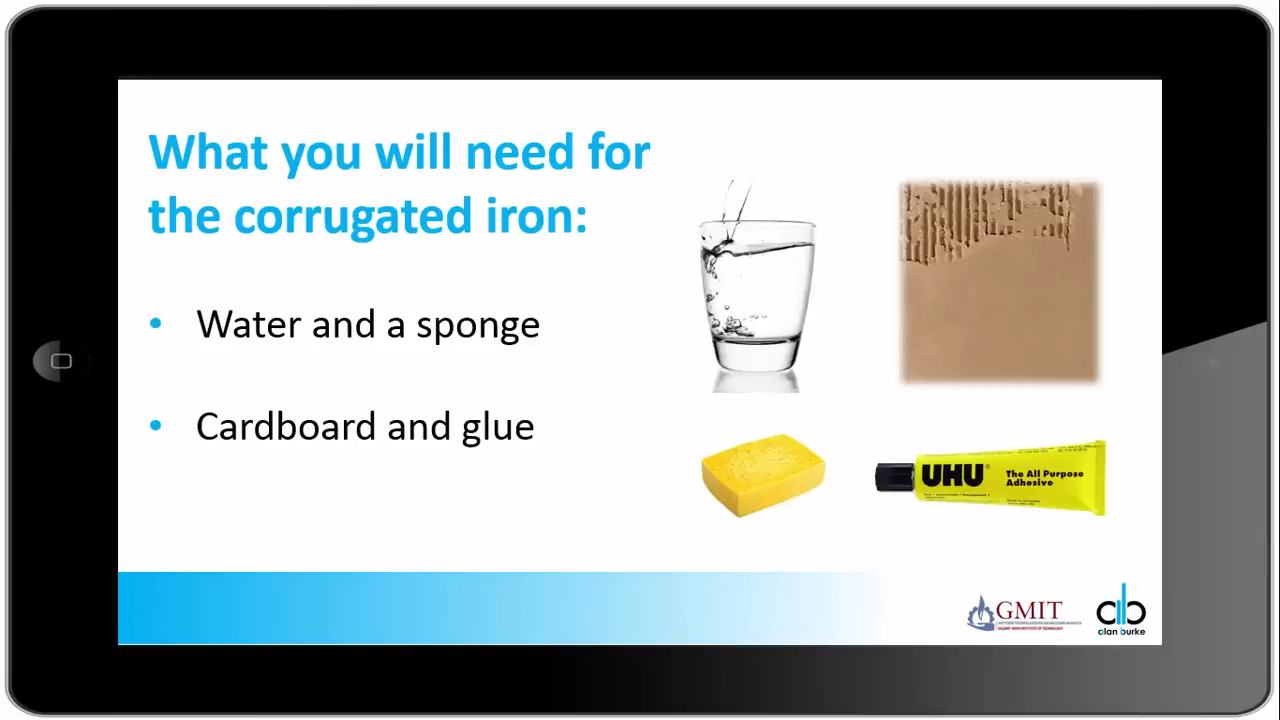 What you will need for
the corrugated iron:
• Water and a sponge
• Cardboard and glue
UHU®
The All Purpose
Adhesive
GMIT
alan burke